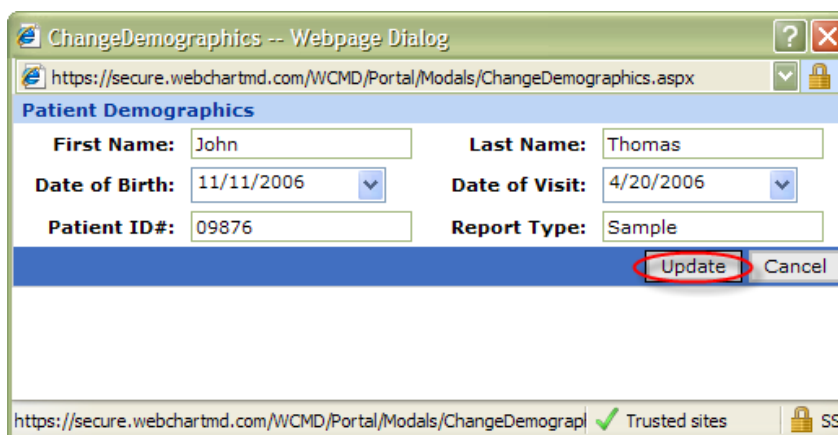 ChangeDemographics -- Webpage Dialog
https://secure.webchartmd.com/WCMD/Portal/Modals/ChangeDemographics.aspx
Patient Demographics
First Name: John Last Name: Thomas
Date of Birth: 11/11/2006 Date of Visit: 4/20/2006
Patient ID#: 09876 Report Type: Sample
Update Cancel
https://secure.webchartmd.com/WCMD/Portal/Modals/ChangeDemograpl Trusted sites SS